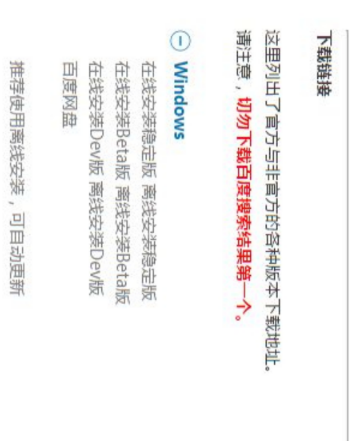 下载链接
这里列出了官方与非官方的各种版本下载地址。
请注意，切勿下载百度搜索结果第一个。
Windows
在线安装稳定版 离线安装稳定版
在线安装Beta版 离线安装Beta版
在线安装Dev版 离线安装Dev版
百度网盘
推荐使用离线安装，可自动更新